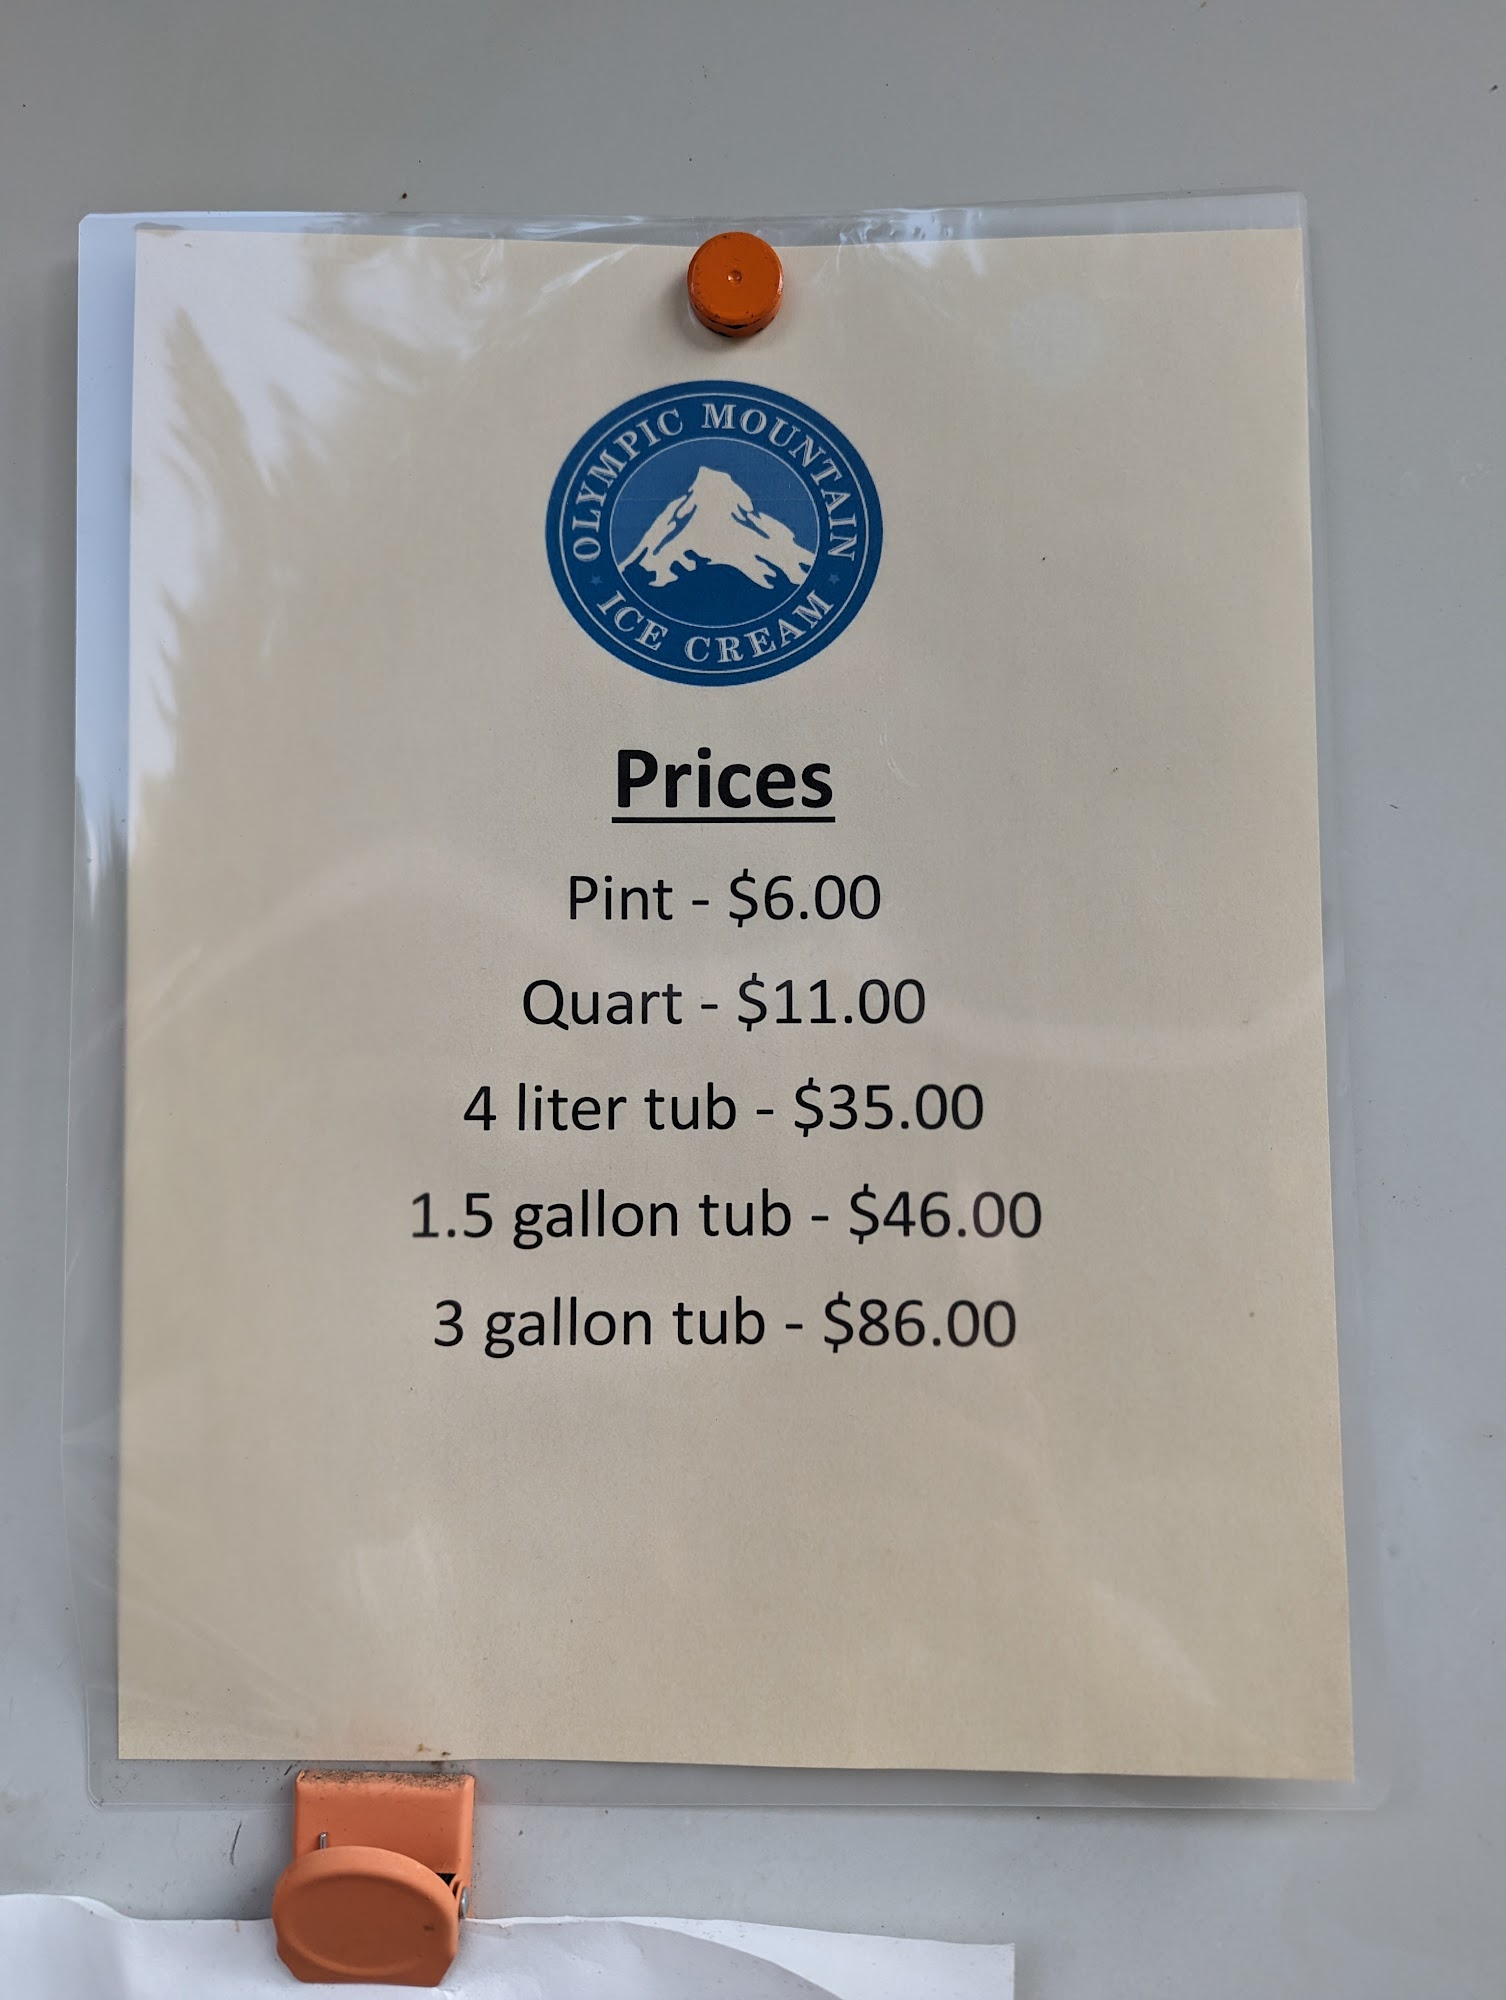 OLYMPIC MOUNTAIN
ICE CREAM
Prices
Pint - $6.00
Quart - $11.00
4 liter tub - $35.00
1.5 gallon tub - $46.00
3 gallon tub - $86.00